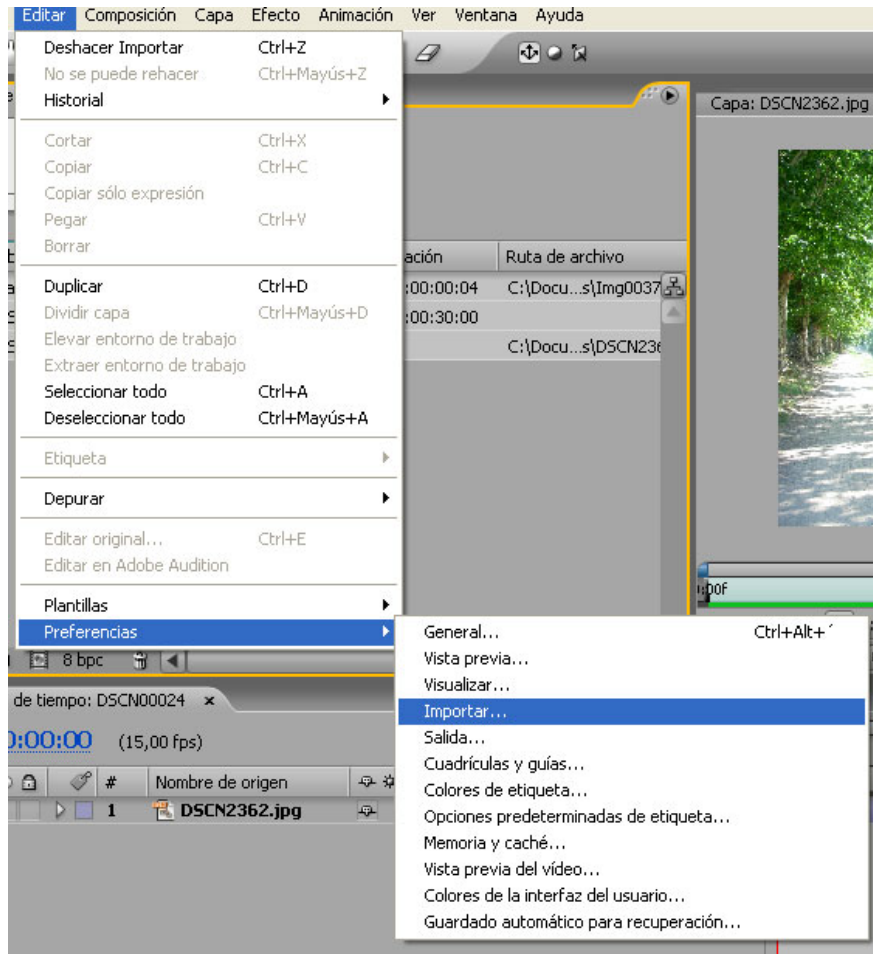 Editar Composición Capa Efecto Animación Ver Ventana Ayuda
Deshacer Importar Ctrl+Z
No se puede rehacer Ctrl+Mayús+Z
Historial
Capa: DSCN2362.jpg
Cortar Ctrl+X
Copiar Ctrl+C
Copiar sólo expresión
Pegar Ctrl+V
Borrar
ación Ruta de archivo
Duplicar Ctrl+D
:00:00:04 C:\Docu...s\Img0037
Dividir capa Ctrl+Mayús+D
:00:30:00
Elevar entorno de trabajo
C:\Docu...s\DSCN236
Extraer entorno de trabajo
Seleccionar todo Ctrl+A
Deseleccionar todo Ctrl+Mayús+A
Etiqueta
Depurar
Editar original... Ctrl+E
Editar en Adobe Audition
:00f
Plantillas
Preferencias
General... Ctrl+Alt+´
8 bpc
Vista previa...
Visualizar...
de tiempo: DSCN00024 x
Importar...
0:00:00 (15,00 fps)
Salida...
Cuadrículas y guías...
# Nombre de origen
Colores de etiqueta...
1 DSCN2362.jpg
Opciones predeterminadas de etiqueta...
Memoria y caché...
Vista previa del vídeo...
Colores de la interfaz del usuario...
Guardado automático para recuperación...